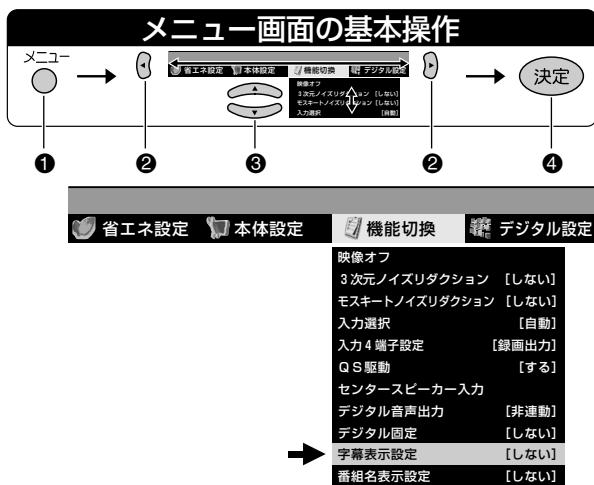 メニュー画面の基本操作
メニュー
決定
省エネ設定 本体設定 機能切換 デジタル設定
映像オフ
3次元ノイズリダクション [しない]
モスキートノイズリダクション [しない]
入力選択 [自動]
❶ ❷ ❸ ❷ ❹
省エネ設定 本体設定 機能切換 デジタル設定
映像オフ
3次元ノイズリダクション [しない]
モスキートノイズリダクション [しない]
入力選択 [自動]
入力4端子設定 [録画出力]
QS駆動 [する]
センタースピーカー入力
デジタル音声出力 [非連動]
デジタル固定 [しない]
字幕表示設定 [しない]
番組名表示設定 [しない]